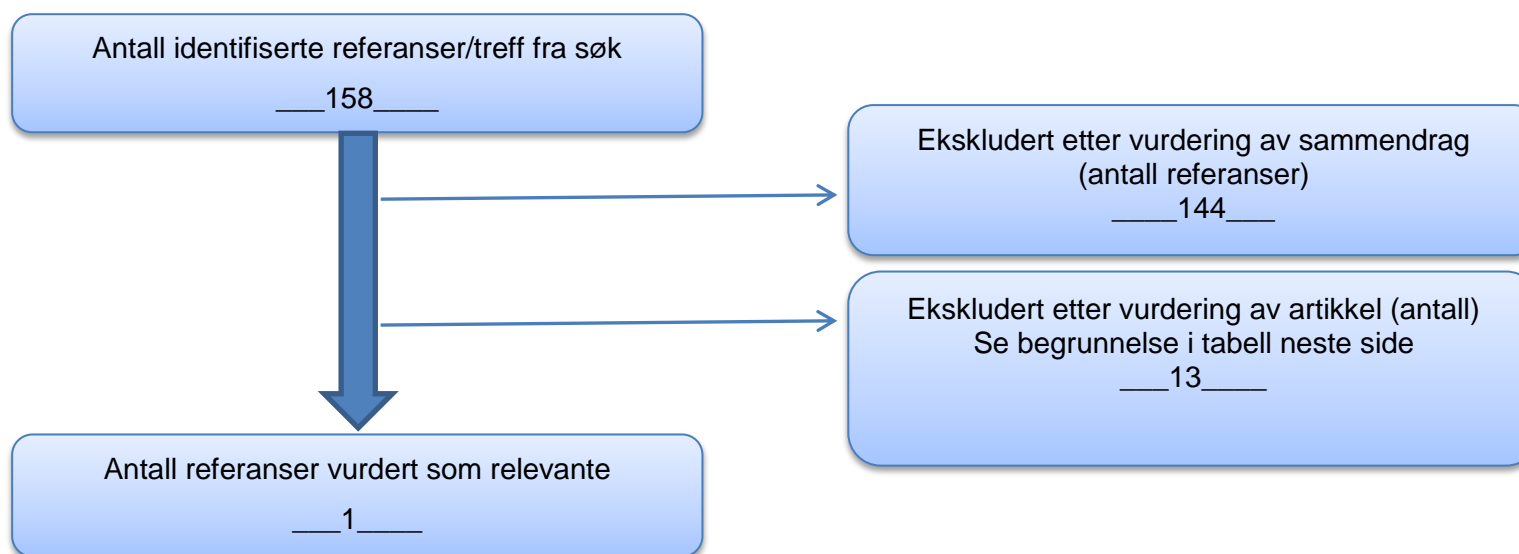 Antall identifiserte referanser/treff fra søk
___158____
Ekskludert etter vurdering av sammendrag
(antall referanser)
____144___
Ekskludert etter vurdering av artikkel (antall)
Se begrunnelse i tabell neste side
___13____
Antall referanser vurdert som relevante
___1____